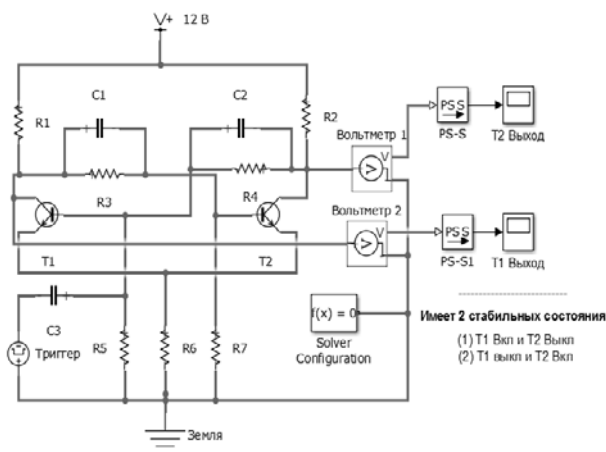 V+ 12 В
C1
C2
R1
R2
Вольтметр 1
V
V
PS S
PS-S
T2 Выход
R3
R4
Вольтметр 2
V
V
PS S
PS-S1
T1 Выход
T1
T2
C3
Триггер
R5
R6
R7
f(x) = 0
Solver
Configuration
Имеет 2 стабильных состояния
(1) T1 Вкл и T2 Выкл
(2) T1 выкл и T2 Вкл
Земля